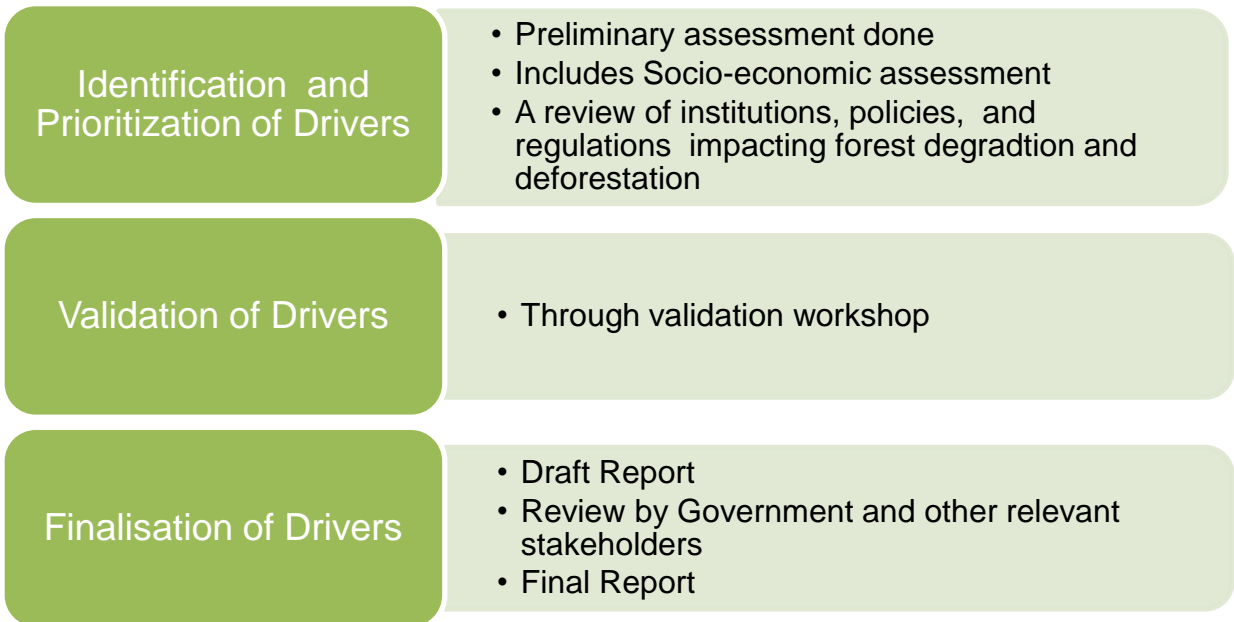 Identification and
Prioritization of Drivers
• Preliminary assessment done
• Includes Socio-economic assessment
• A review of institutions, policies, and
regulations impacting forest degradtion and
deforestation
Validation of Drivers
• Through validation workshop
Finalisation of Drivers
• Draft Report
• Review by Government and other relevant
stakeholders
• Final Report